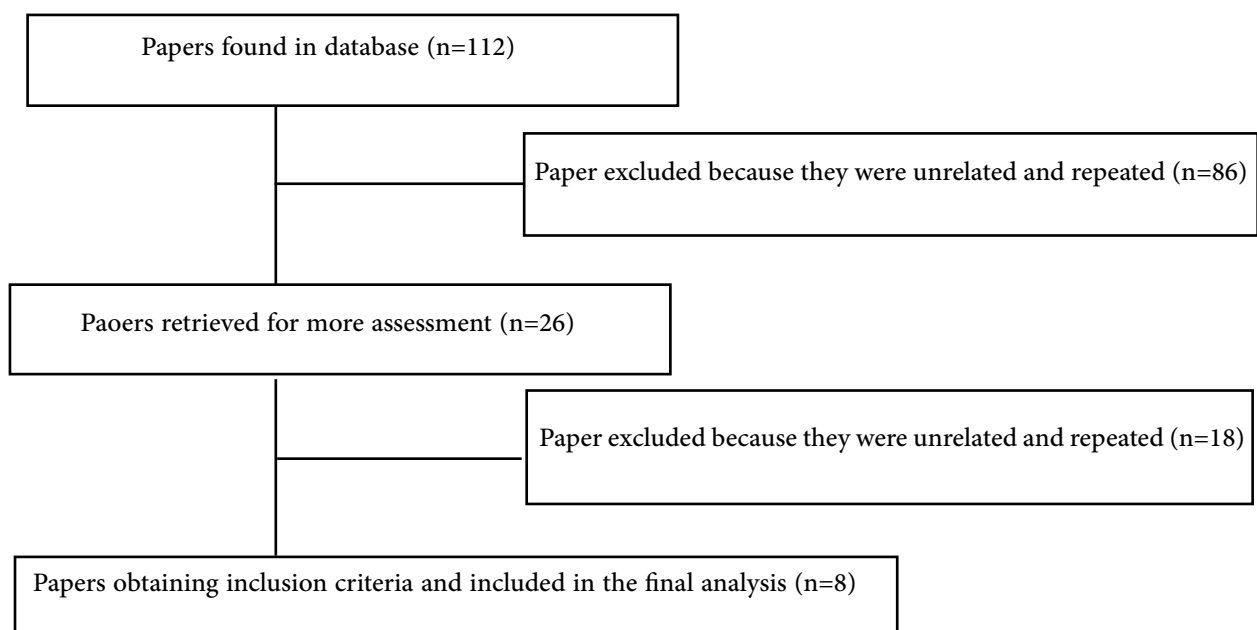 Papers found in database (n=112)
Paper excluded because they were unrelated and repeated (n=86)
Paoers retrieved for more assessment (n=26)
Paper excluded because they were unrelated and repeated (n=18)
Papers obtaining inclusion criteria and included in the final analysis (n=8)